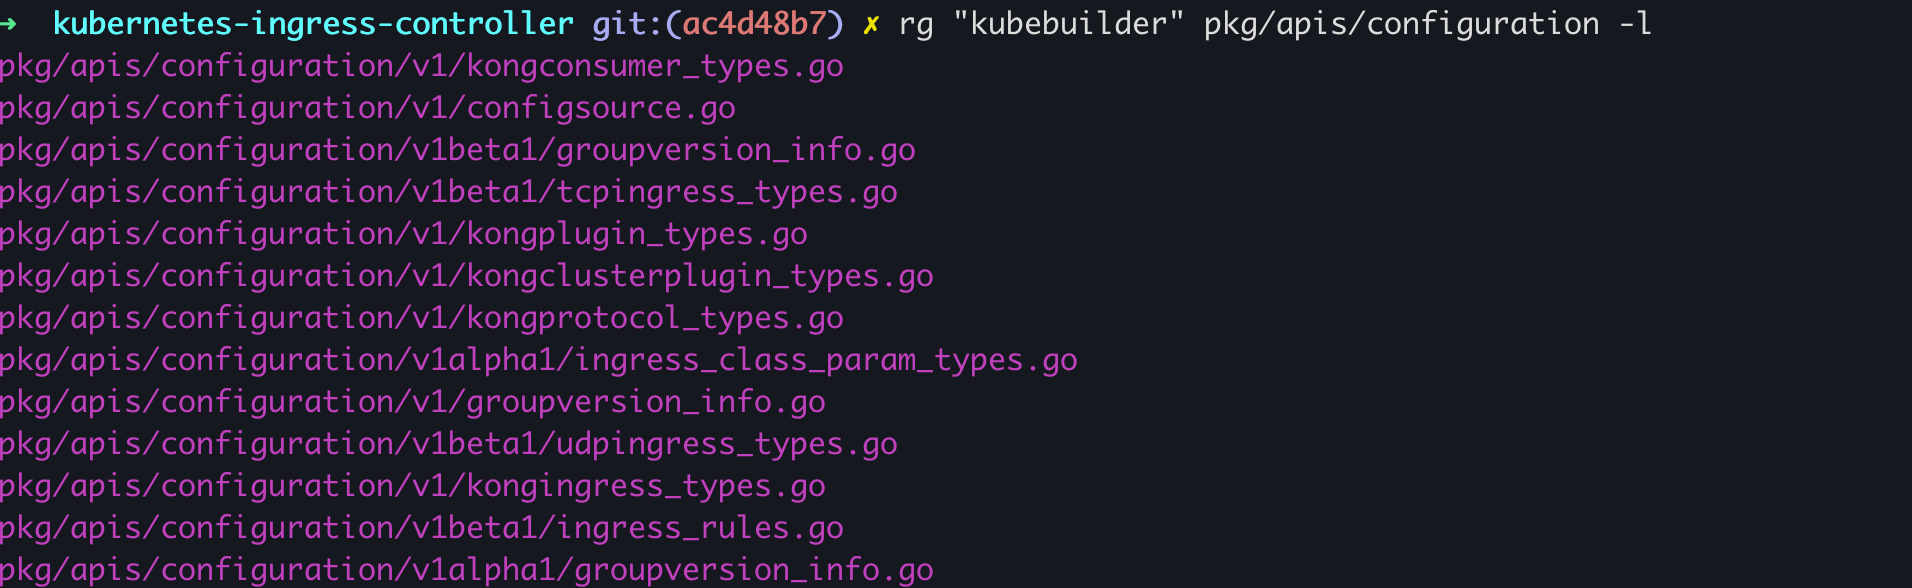 → kubernetes-ingress-controller git:(ac4d48b7) ✗ rg "kubebuilder" pkg/apis/configuration -l
pkg/apis/configuration/v1/kongconsumer_types.go
pkg/apis/configuration/v1/configsource.go
pkg/apis/configuration/v1beta1/groupversion_info.go
pkg/apis/configuration/v1beta1/tcpingress_types.go
pkg/apis/configuration/v1/kongplugin_types.go
pkg/apis/configuration/v1/kongclusterplugin_types.go
pkg/apis/configuration/v1/kongprotocol_types.go
pkg/apis/configuration/v1alpha1/ingress_class_param_types.go
pkg/apis/configuration/v1/groupversion_info.go
pkg/apis/configuration/v1beta1/udpingress_types.go
pkg/apis/configuration/v1/kongingress_types.go
pkg/apis/configuration/v1beta1/ingress_rules.go
pkg/apis/configuration/v1alpha1/groupversion_info.go